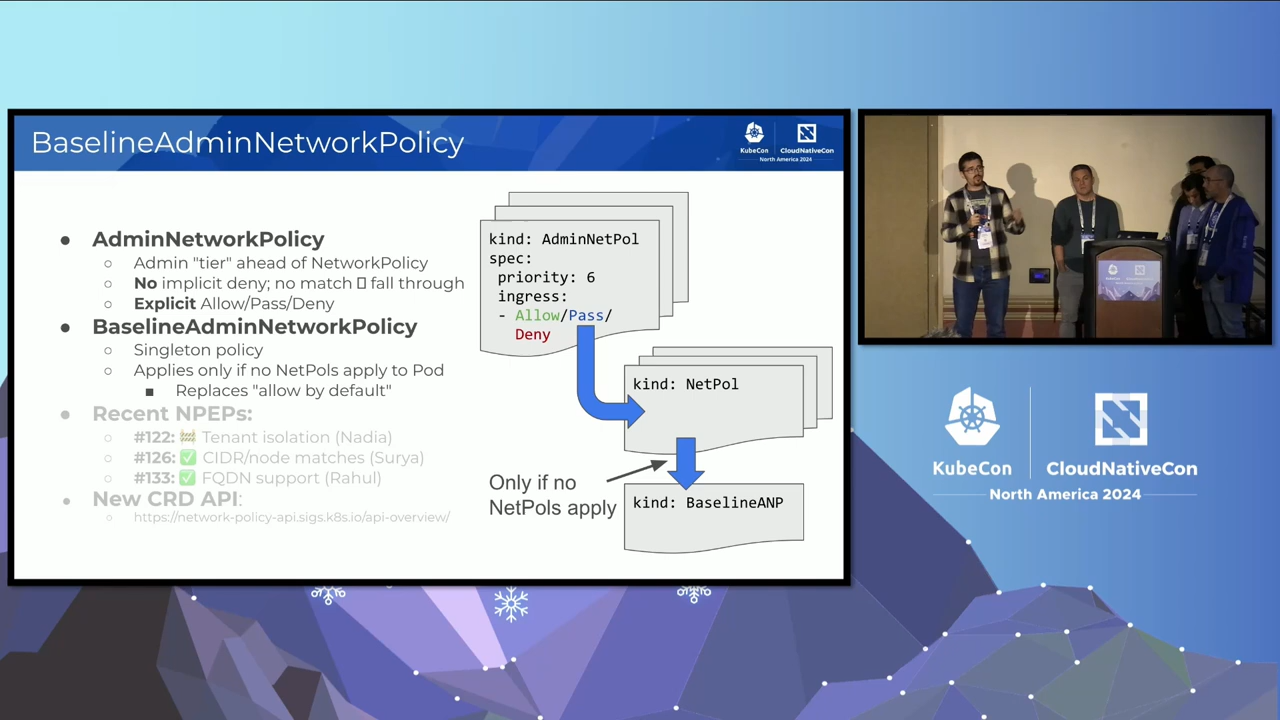 BaselineAdminNetworkPolicy
KubeCon
CloudNativeCon
North America 2024
● AdminNetworkPolicy
○ Admin "tier" ahead of NetworkPolicy
○ No implicit deny; no match ▯ fall through
○ Explicit Allow/Pass/Deny
● BaselineAdminNetworkPolicy
○ Singleton policy
○ Applies only if no NetPols apply to Pod
■ Replaces "allow by default"
● Recent NPEPs:
○ #122: 🚧 Tenant isolation (Nadia)
○ #126: ✅ CIDR/node matches (Surya)
○ #133: ✅ FQDN support (Rahul)
● New CRD API:
○ https://network-policy-api.sigs.k8s.io/api-overview/
kind: AdminNetPol
spec:
priority: 6
ingress:
- Allow/Pass/
Deny
kind: NetPol
Only if no
NetPols apply
kind: BaselineANP
KubeCon
CloudNativeCon
North America 2024